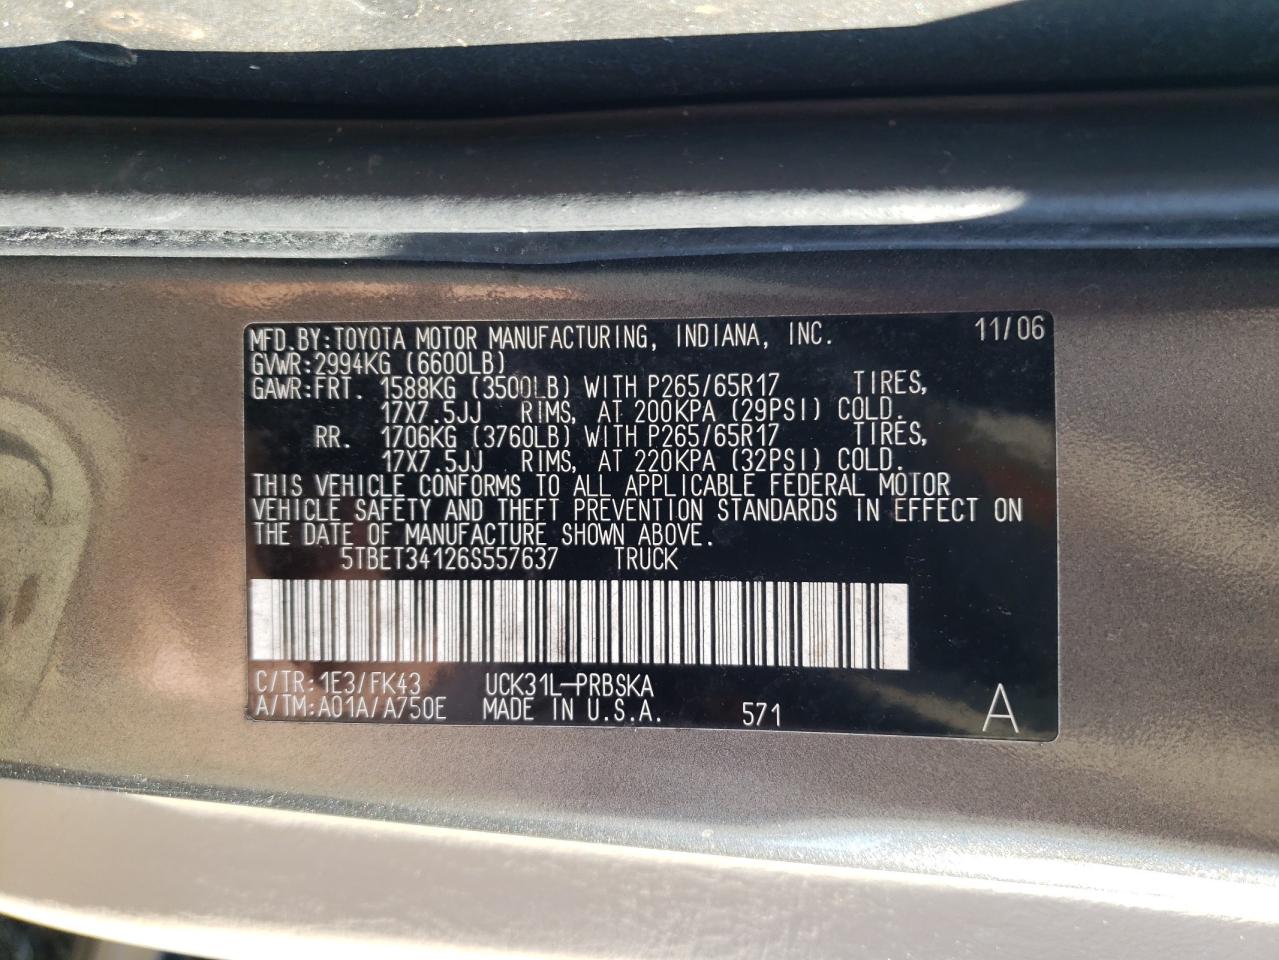 MFD.BY:TOYOTA MOTOR MANUFACTURING, INDIANA, INC. 11/06
GVWR:2994KG (6600LB)
GAWR:FRT. 1588KG (3500LB) WITH P265/65R17 TIRES,
17X7.5JJ RIMS, AT 200KPA (29PSI) COLD.
RR. 1706KG (3760LB) WITH P265/65R17 TIRES,
17X7.5JJ RIMS, AT 220KPA (32PSI) COLD.
THIS VEHICLE CONFORMS TO ALL APPLICABLE FEDERAL MOTOR
VEHICLE SAFETY AND THEFT PREVENTION STANDARDS IN EFFECT ON
THE DATE OF MANUFACTURE SHOWN ABOVE.
5TBET34126S557637 TRUCK
C/TR:1E3/FK43 UCK31L-PRBSKA
A/TM:A01A/A750E MADE IN U.S.A. 571 A